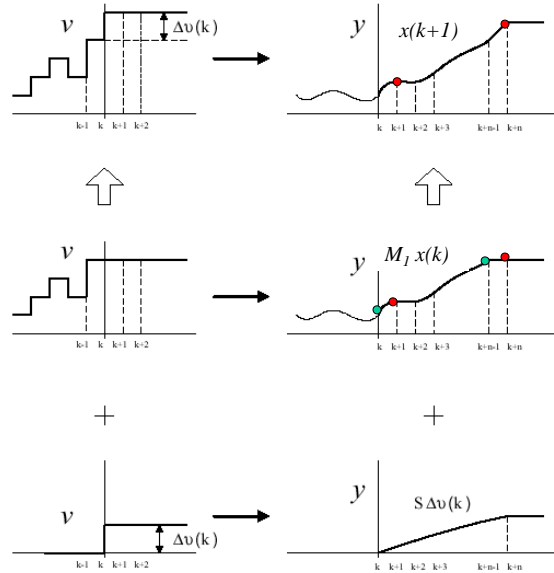 v
Δυ(k)
k-1 k k+1 k+2
y
x(k+1)
k k+1 k+2 k+3 k+n-1 k+n
v
k-1 k k+1 k+2
y
M₁ x(k)
k k+1 k+2 k+3 k+n-1 k+n
+
+
v
Δυ(k)
k-1 k k+1 k+2
y
S Δυ(k)
k k+1 k+2 k+3 k+n-1 k+n